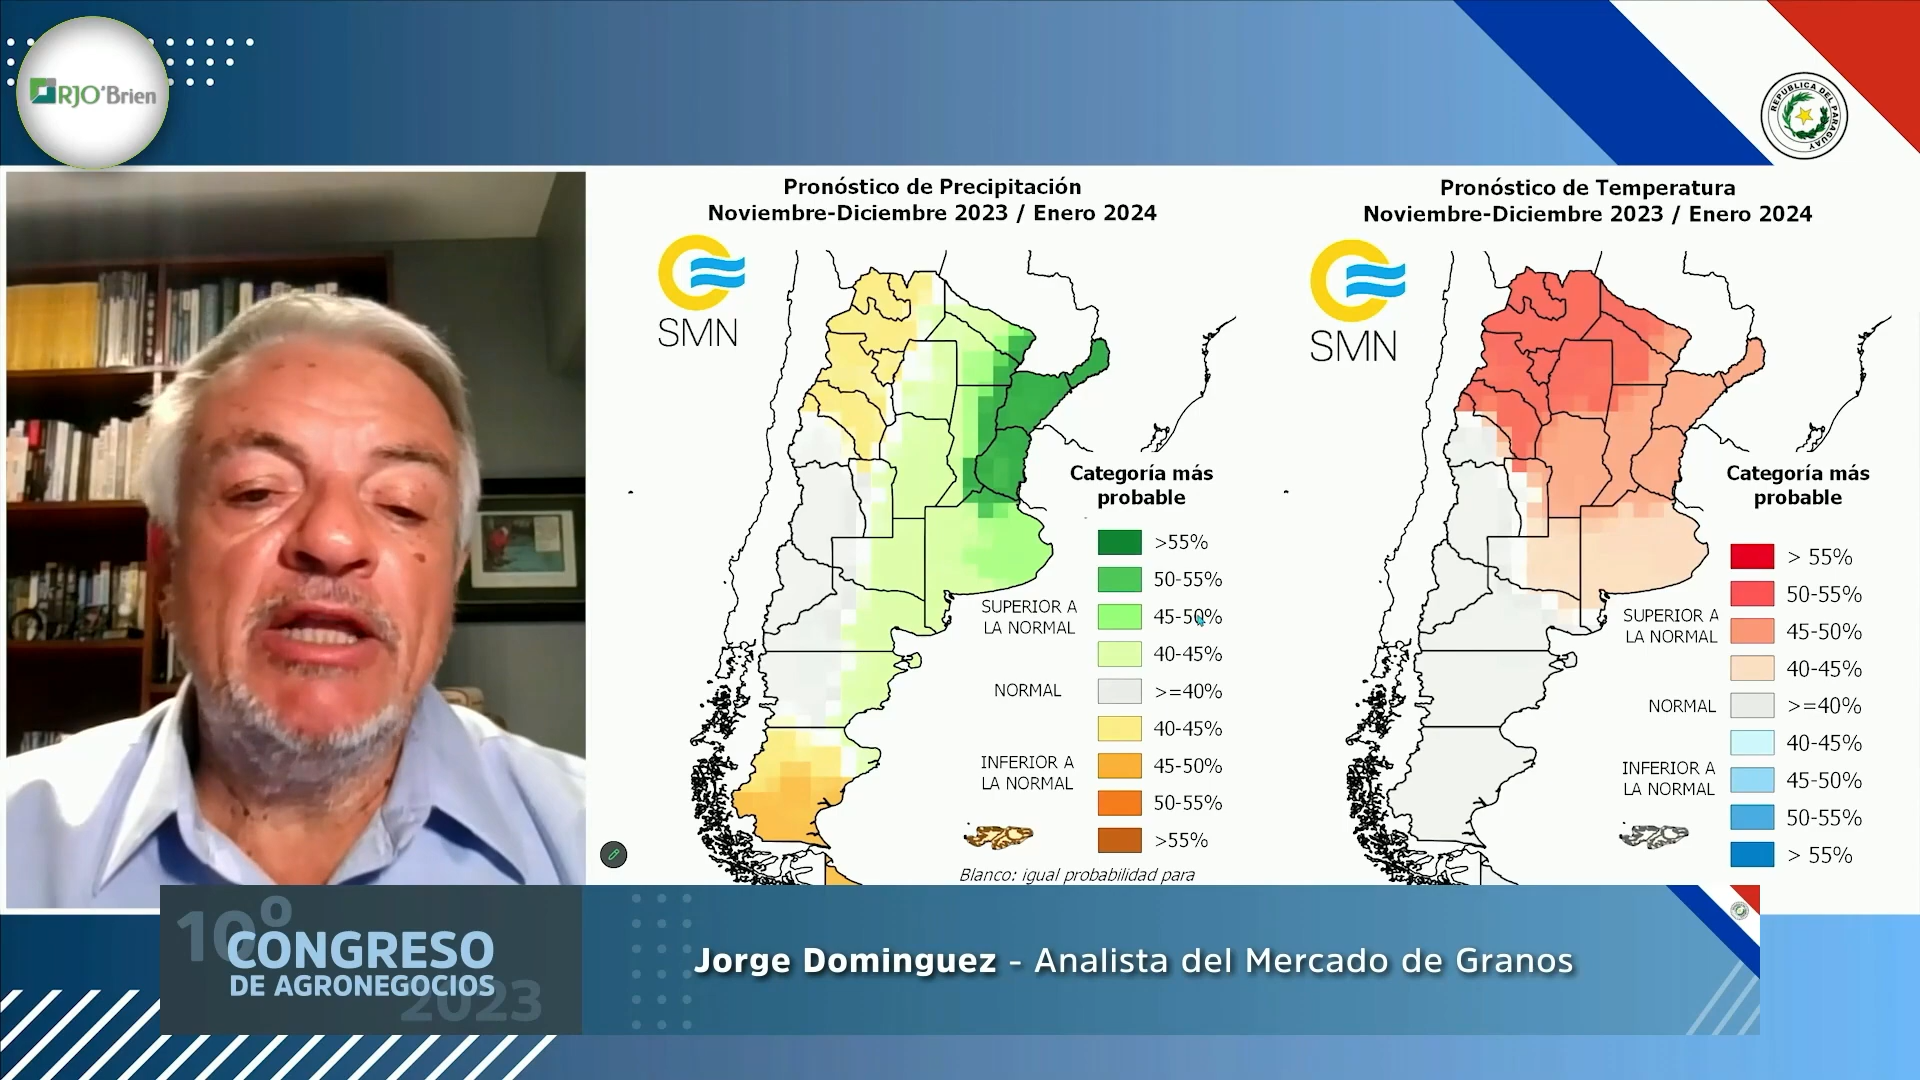 RJO'Brien
REPUBLICA DEL PARAGUAY
Pronóstico de Precipitación
Noviembre-Diciembre 2023 / Enero 2024
SMN
Categoría más
probable
>55%
50-55%
SUPERIOR A
LA NORMAL
45-50%
40-45%
NORMAL
>=40%
40-45%
INFERIOR A
LA NORMAL
45-50%
50-55%
>55%
Blanco: igual probabilidad para
Pronóstico de Temperatura
Noviembre-Diciembre 2023 / Enero 2024
SMN
Categoría más
probable
> 55%
50-55%
SUPERIOR A
LA NORMAL
45-50%
40-45%
NORMAL
>=40%
40-45%
INFERIOR A
LA NORMAL
45-50%
50-55%
> 55%
10º
CONGRESO
DE AGRONEGOCIOS
2023
Jorge Dominguez - Analista del Mercado de Granos